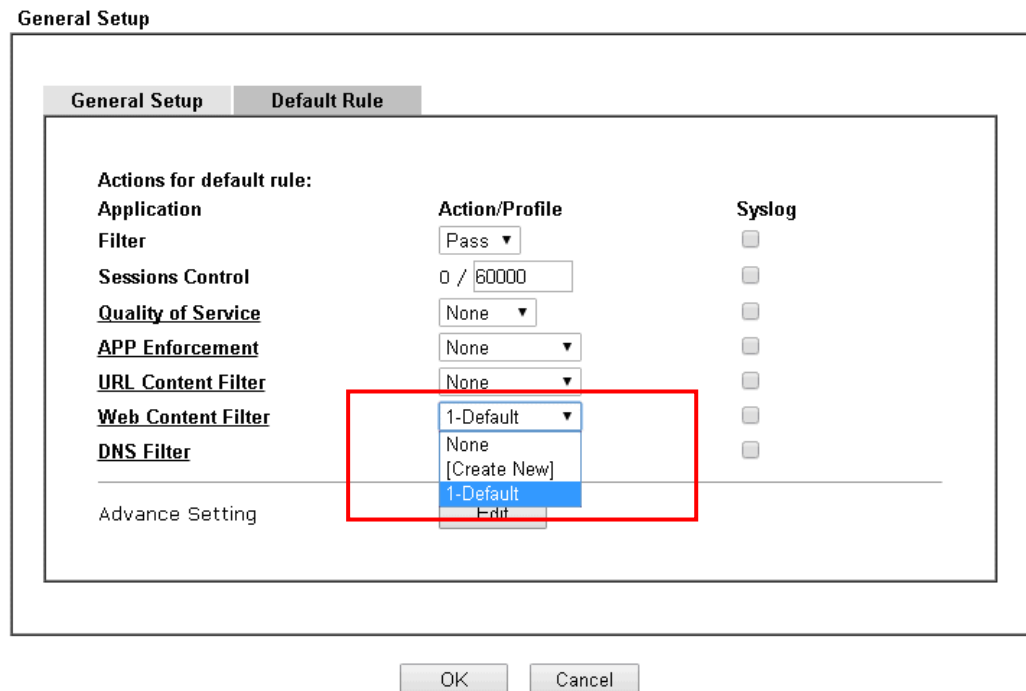 General Setup
General Setup Default Rule
Actions for default rule:
Application Action/Profile Syslog
Filter Pass
Sessions Control 0 / 60000
Quality of Service None
APP Enforcement None
URL Content Filter None
Web Content Filter 1-Default
None
DNS Filter
[Create New]
1-Default
Advance Setting Edit
OK Cancel